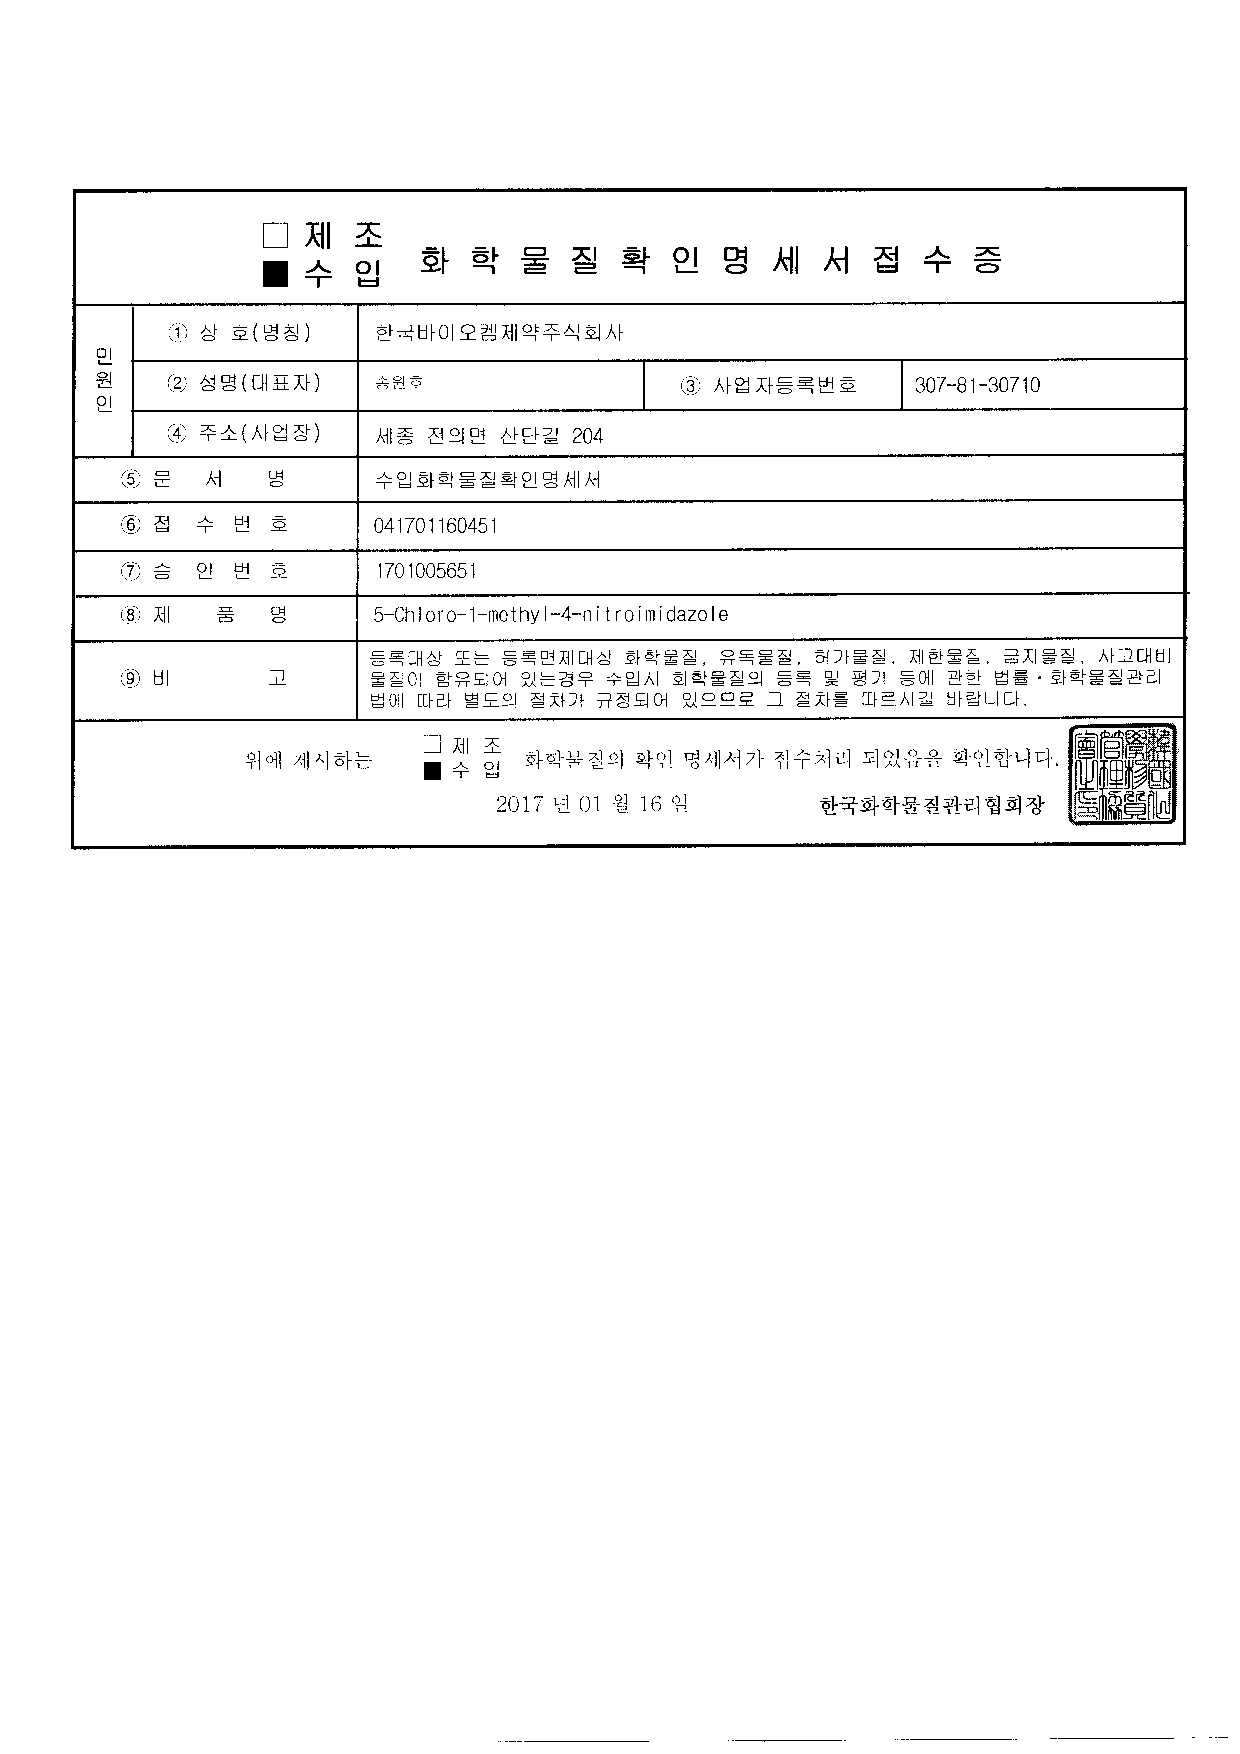 □ 제 조
■ 수 입
화 학 물 질 확 인 명 세 서 접 수 증
민원인
① 상 호(명칭) 한국바이오켐제약주식회사
② 성명(대표자) 송원호 ③ 사업자등록번호 307-81-30710
④ 주소(사업장) 세종 전의면 산단길 204
⑤ 문 서 명 수입화학물질확인명세서
⑥ 접 수 번 호 041701160451
⑦ 승 인 번 호 1701005651
⑧ 제 품 명 5-Chloro-1-methyl-4-nitroimidazole
⑨ 비 고
등록대상 또는 등록면제대상 화학물질, 유독물질, 허가물질, 제한물질, 금지물질, 사고대비
물질이 함유되어 있는경우 수입시 화학물질의 등록 및 평가 등에 관한 법률·화학물질관리
법에 따라 별도의 절차가 규정되어 있으므로 그 절차를 따르시길 바랍니다.
위에 제시하는
□ 제 조
■ 수 입
화학물질의 확인 명세서가 접수처리 되었음을 확인합니다.
2017 년 01 월 16 일 한국화학물질관리협회장